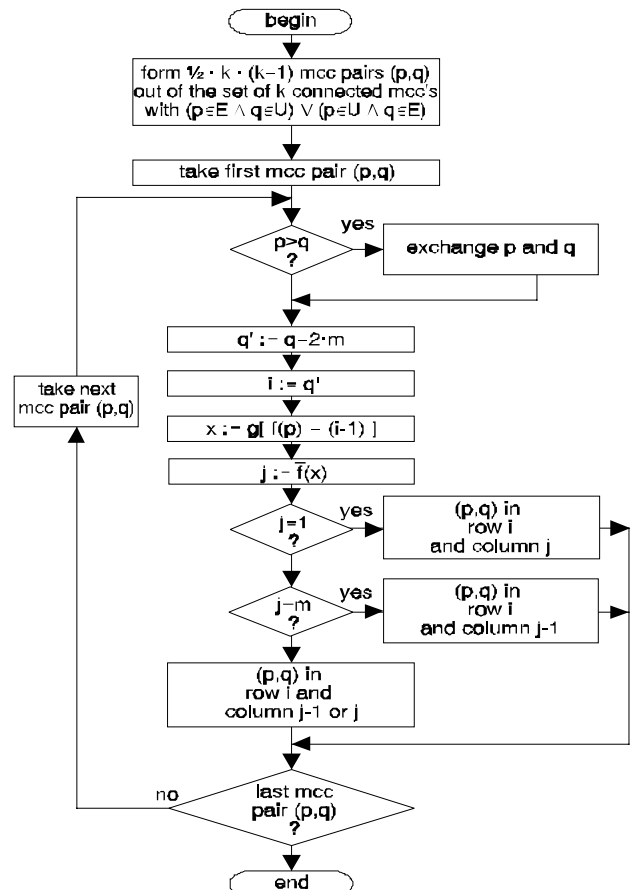 begin
form ½ · k · (k-1) mcc pairs (p,q)
out of the set of k connected mcc's
with (p∈E ∧ q∈U) ∨ (p∈U ∧ q∈E)
take first mcc pair (p,q)
p>q
?
yes
exchange p and q
q' := q-2·m
take next
mcc pair (p,q)
i := q'
x := g[ f(p) - (i-1) ]
j := f̄(x)
j=1
?
yes
(p,q) in
row i
and column j
j=m
?
yes
(p,q) in
row i
and column j-1
(p,q) in
row i and
column j-1 or j
no
last mcc
pair (p,q)
?
end